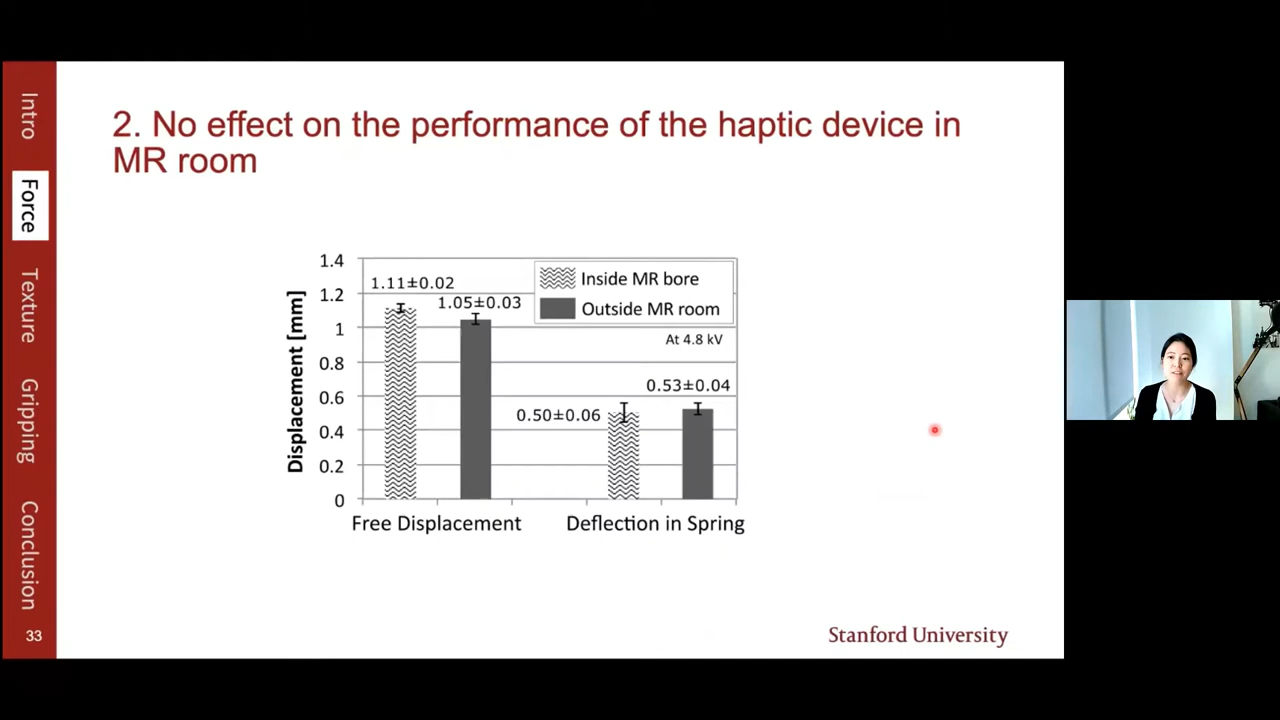 Intro
Force
Texture
Gripping
Conclusion
33
2. No effect on the performance of the haptic device in
MR room
Displacement [mm]
1.4
1.2
1
0.8
0.6
0.4
0.2
0
1.11±0.02
1.05±0.03
0.50±0.06
0.53±0.04
Inside MR bore
Outside MR room
At 4.8 kV
Free Displacement
Deflection in Spring
Stanford University